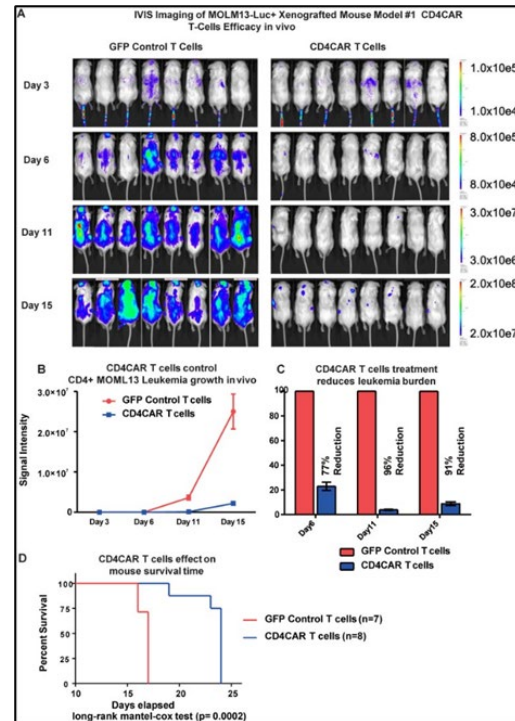 A
IVIS Imaging of MOLM13-Luc+ Xenografted Mouse Model #1 CD4CAR
T-Cells Efficacy in vivo
GFP Control T Cells
CD4CAR T Cells
Day 3
1.0x10e5
1.0x10e4
Day 6
8.0x10e5
8.0x10e4
Day 11
3.0x10e7
3.0x10e6
Day 15
2.0x10e8
2.0x10e7
B
CD4CAR T cells control
CD4+ MOML13 Leukemia growth in vivo
GFP Control T cells
CD4CAR T cells
Signal Intensity
3.0×10⁷
2.0×10⁷
1.0×10⁷
0
Day 3 Day 6 Day 11 Day 15
C
CD4CAR T cells treatment
reduces leukemia burden
100
80
60
40
20
0
77%
Reduction
96%
Reduction
91%
Reduction
Day6 Day11 Day15
GFP Control T cells
CD4CAR T cells
D
CD4CAR T cells effect on
mouse survival time
Percent Survival
100
75
50
25
0
10 15 20 25
Days elapsed
long-rank mantel-cox test (p= 0.0002)
GFP Control T cells (n=7)
CD4CAR T cells (n=8)